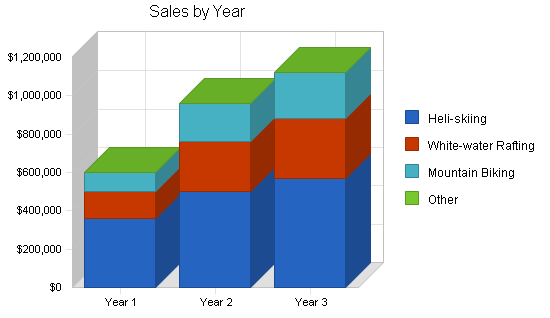 Sales by Year
$1,200,000
$1,000,000
$800,000
$600,000
$400,000
$200,000
$0
Year 1
Year 2
Year 3
Heli-skiing
White-water Rafting
Mountain Biking
Other